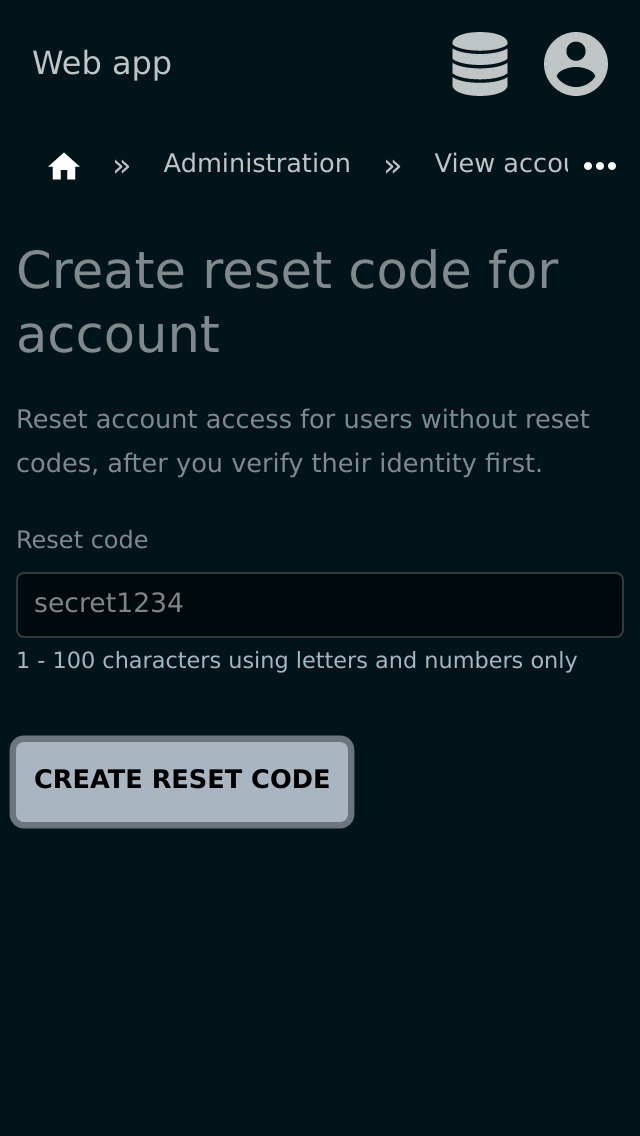 Web app
» Administration » View accou
Create reset code for
account
Reset account access for users without reset
codes, after you verify their identity first.
Reset code
secret1234
1 - 100 characters using letters and numbers only
CREATE RESET CODE